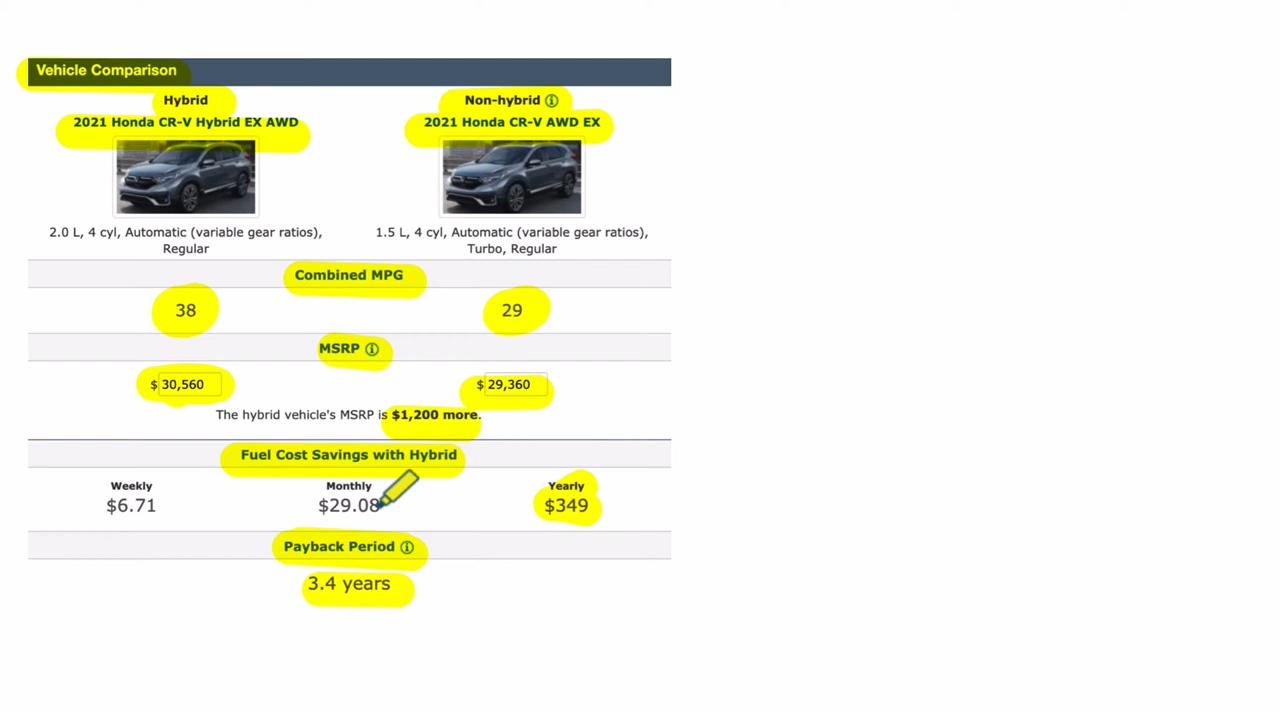 Vehicle Comparison
Hybrid
2021 Honda CR-V Hybrid EX AWD
2.0 L, 4 cyl, Automatic (variable gear ratios),
Regular
Non-hybrid
2021 Honda CR-V AWD EX
1.5 L, 4 cyl, Automatic (variable gear ratios),
Turbo, Regular
Combined MPG
38 29
MSRP
$ 30,560 $ 29,360
The hybrid vehicle's MSRP is $1,200 more.
Fuel Cost Savings with Hybrid
Weekly Monthly Yearly
$6.71 $29.08 $349
Payback Period
3.4 years